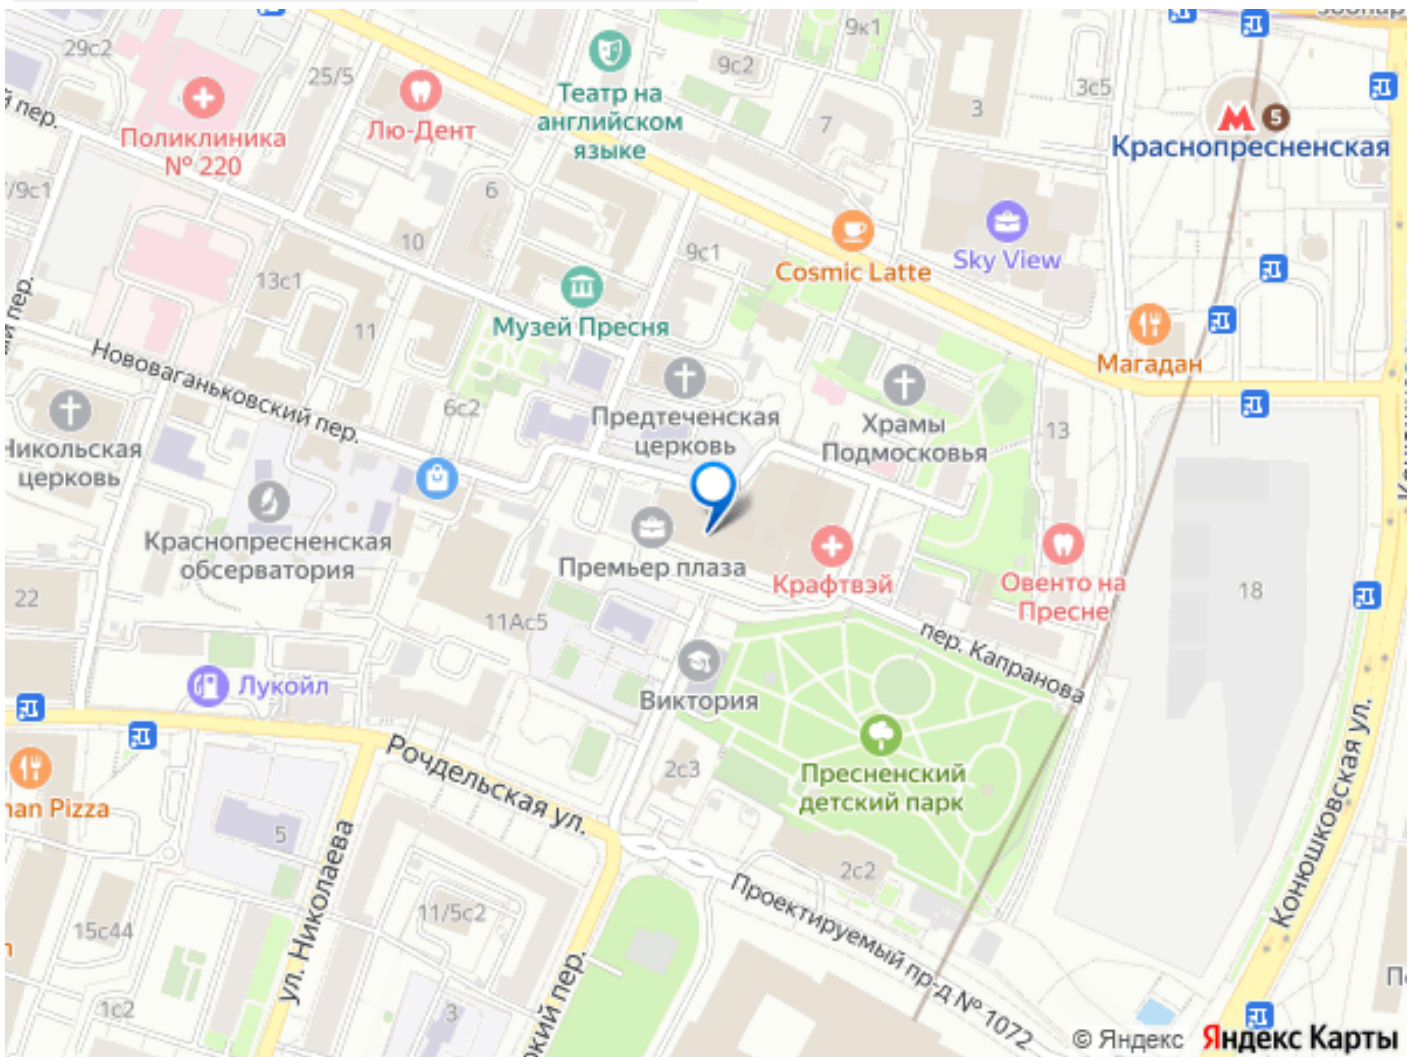 29с2
й пер.
25/5
9к1
9с2
3
3с5
7
Театр на
английском
языке
Лю-Дент
Поликлиника
№ 220
5
Краснопресненская
6
10
9с1
13с1
11
Cosmic Latte
Sky View
Музей Пресня
Магадан
Нововаганьковский пер.
6с2
Предтеченская
церковь
Храмы
Подмосковья
13
церковь
Краснопресненская
обсерватория
Премьер плаза
Крафтвэй
Овенто на
Пресне
18
22
11Ас5
пер. Капранова
Виктория
Лукойл
Рочдельская ул.
2с3
Пресненский
детский парк
Конюшковская ул.
Pizza
5
ул. Николаева
2с2
11/5с2
15с44
Проектируемый пр-д № 1072
1с2
3
пер.
© Яндекс
Яндекс Карты